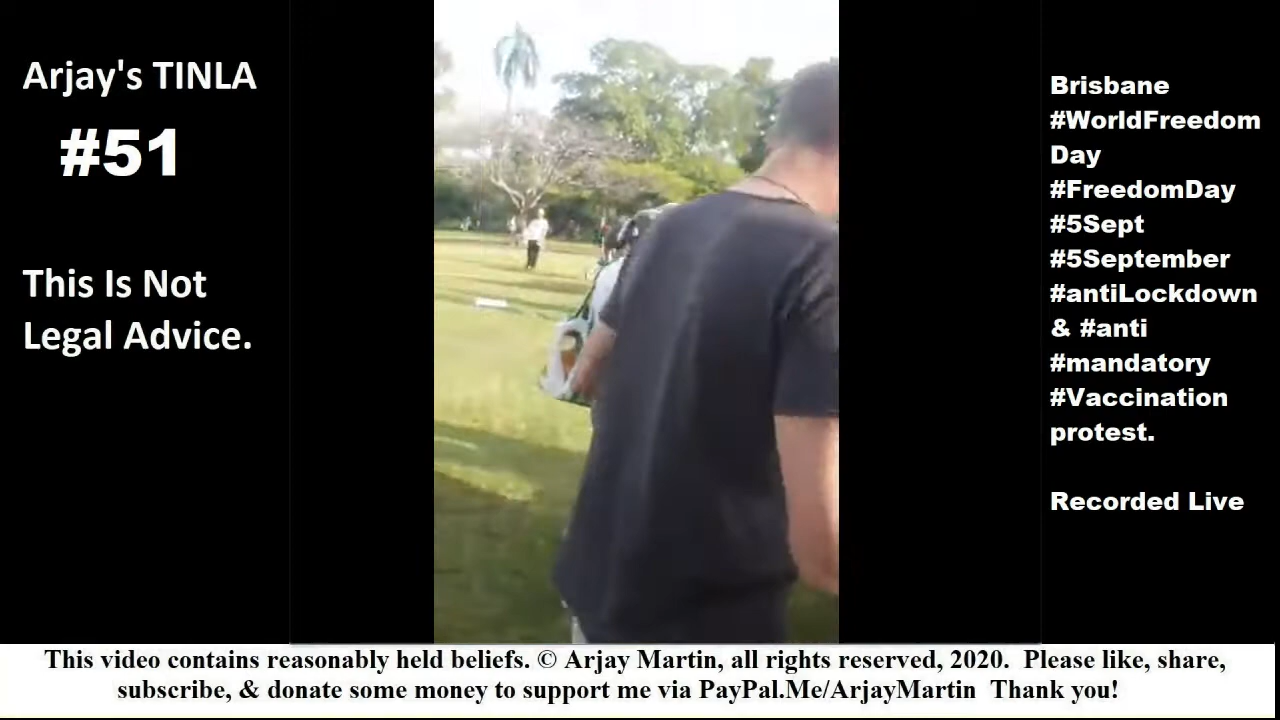 Arjay's TINLA
#51
This Is Not
Legal Advice.
Brisbane
#WorldFreedom
Day
#FreedomDay
#5Sept
#5September
#antiLockdown
& #anti
#mandatory
#Vaccination
protest.
Recorded Live
This video contains reasonably held beliefs. © Arjay Martin, all rights reserved, 2020.  Please like, share,
subscribe, & donate some money to support me via PayPal.Me/ArjayMartin  Thank you!